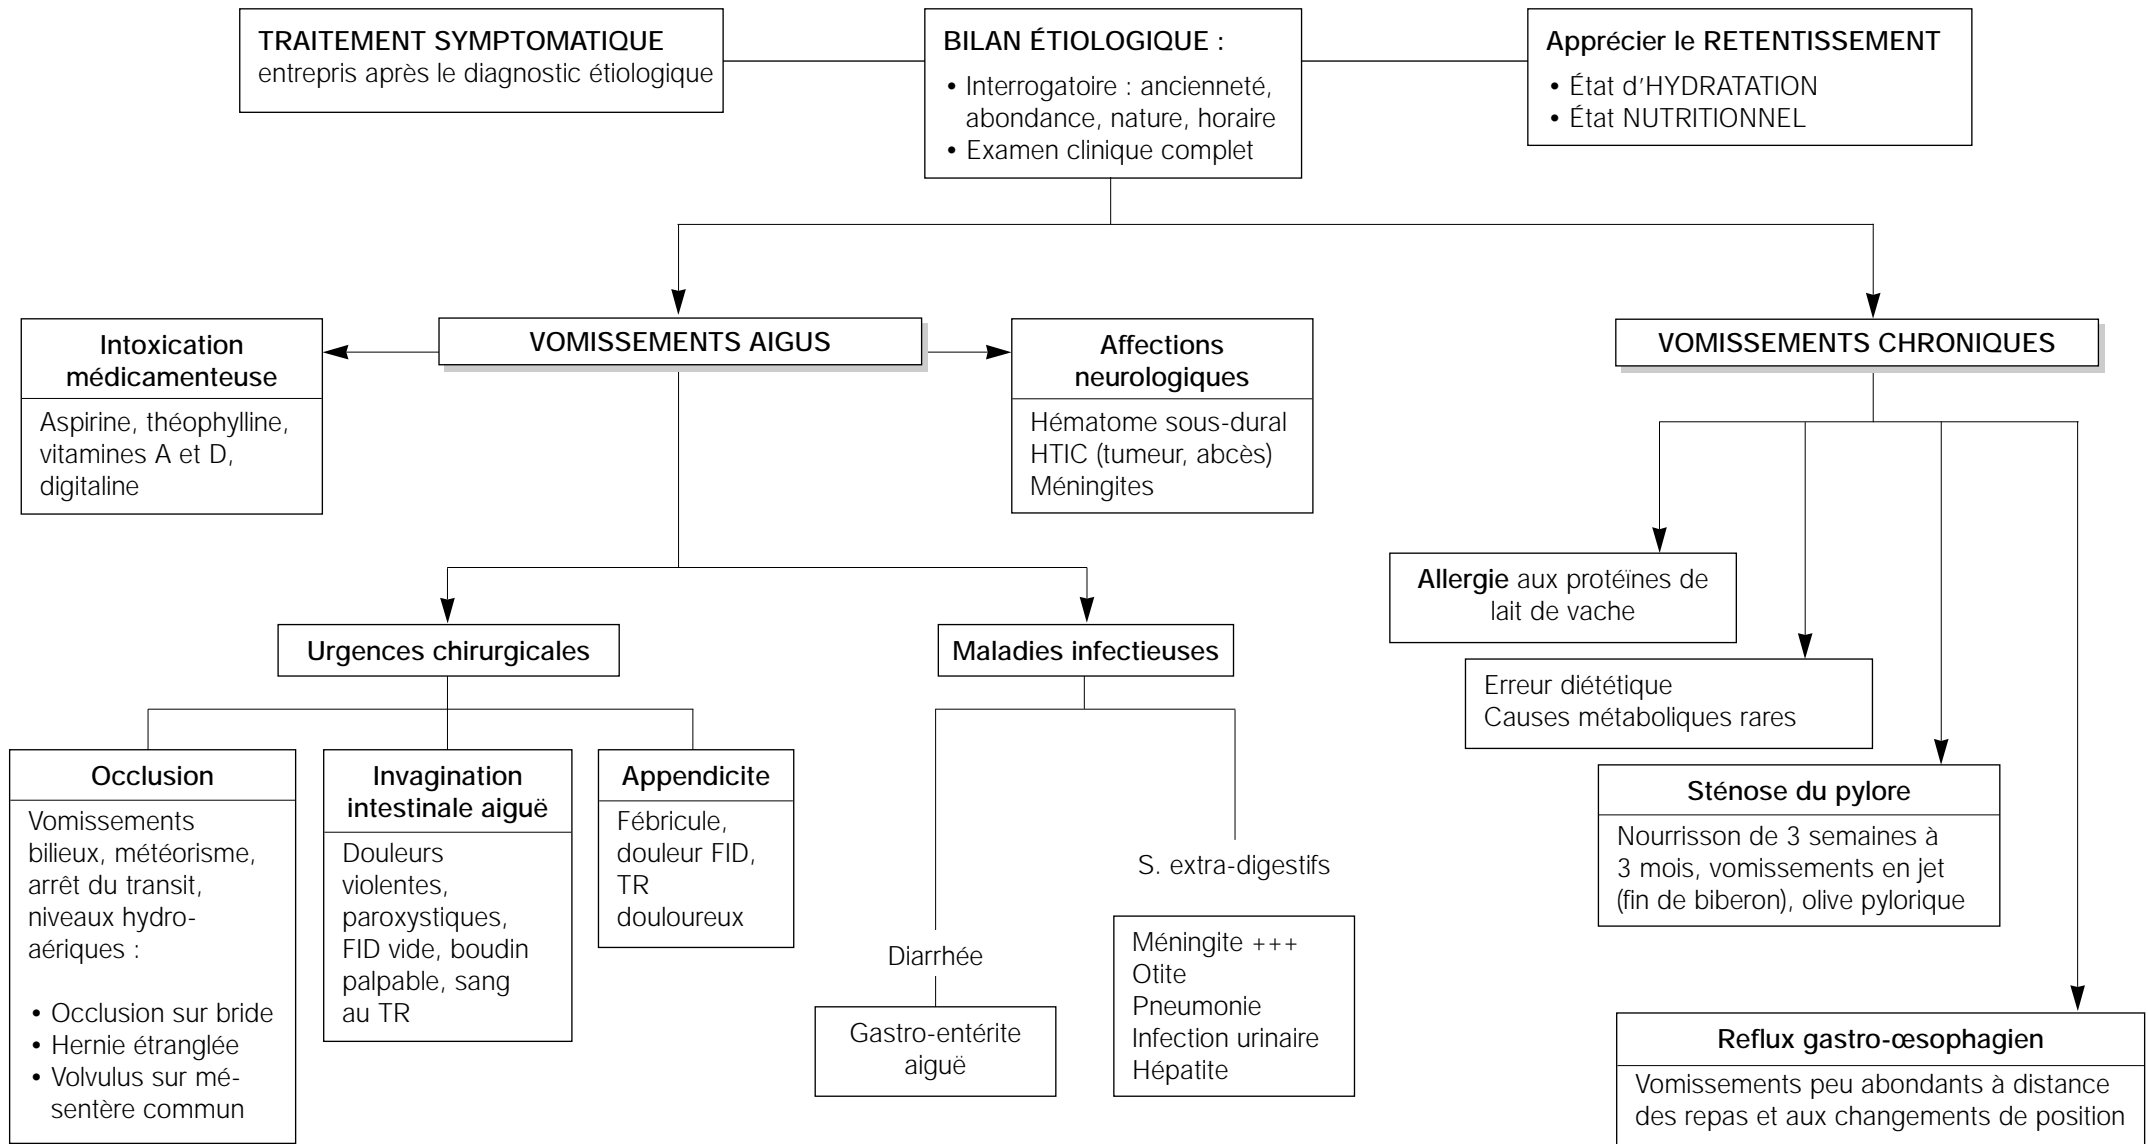 TRAITEMENT SYMPTOMATIQUE
entrepris après le diagnostic étiologique
BILAN ÉTIOLOGIQUE :
• Interrogatoire : ancienneté,
abondance, nature, horaire
• Examen clinique complet
Apprécier le RETENTISSEMENT
• État d'HYDRATATION
• État NUTRITIONNEL
Intoxication
médicamenteuse
Aspirine, théophylline,
vitamines A et D,
digitaline
VOMISSEMENTS AIGUS
Affections
neurologiques
Hématome sous-dural
HTIC (tumeur, abcès)
Méningites
VOMISSEMENTS CHRONIQUES
Urgences chirurgicales
Maladies infectieuses
Occlusion
Vomissements
bilieux, météorisme,
arrêt du transit,
niveaux hydro-
aériques :
• Occlusion sur bride
• Hernie étranglée
• Volvulus sur mé-
sentère commun
Invagination
intestinale aiguë
Douleurs
violentes,
paroxystiques,
FID vide, boudin
palpable, sang
au TR
Appendicite
Fébricule,
douleur FID,
TR
douloureux
Diarrhée
Gastro-entérite
aiguë
S. extra-digestifs
Méningite +++
Otite
Pneumonie
Infection urinaire
Hépatite
Allergie aux protéïnes de
lait de vache
Erreur diététique
Causes métaboliques rares
Sténose du pylore
Nourrisson de 3 semaines à
3 mois, vomissements en jet
(fin de biberon), olive pylorique
Reflux gastro-œsophagien
Vomissements peu abondants à distance
des repas et aux changements de position